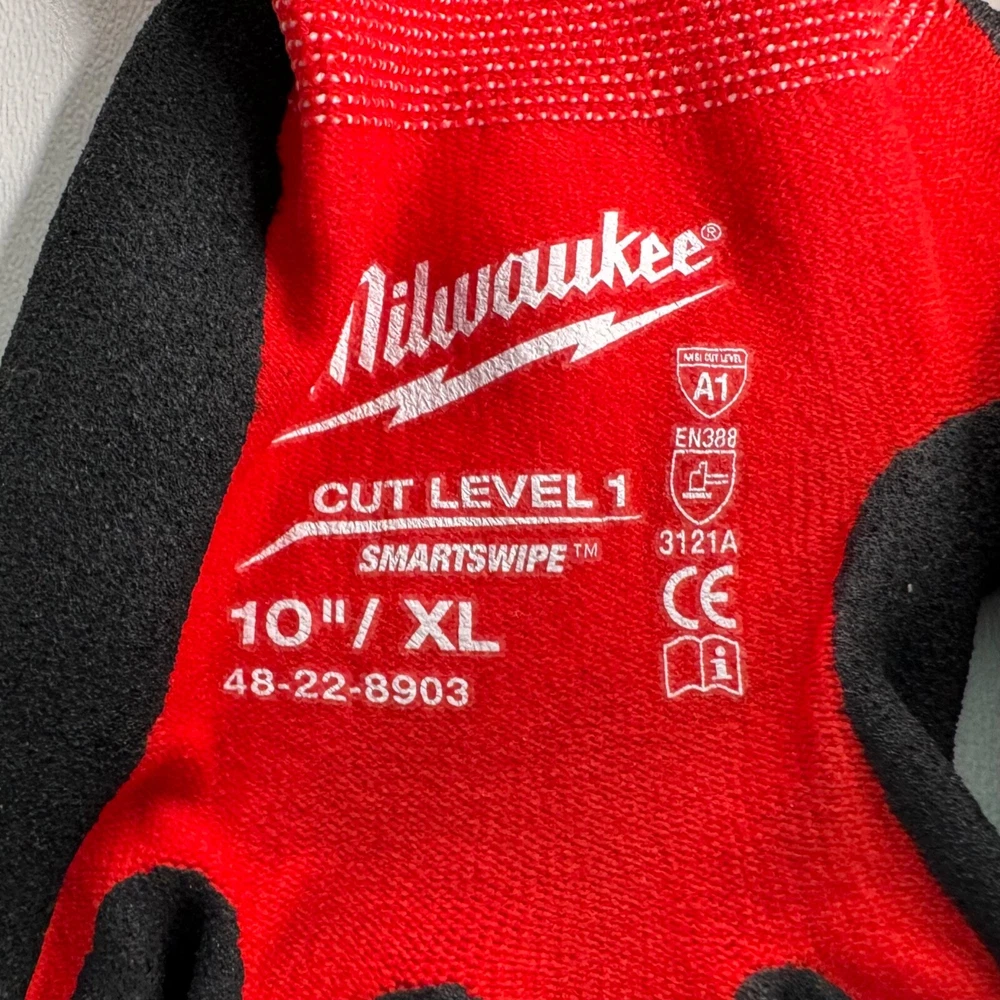 Milwaukee®
CUT LEVEL 1
SMARTSWIPE™
10"/ XL
48-22-8903
ANSI CUT LEVEL
A1
EN388
3121A
CE
i